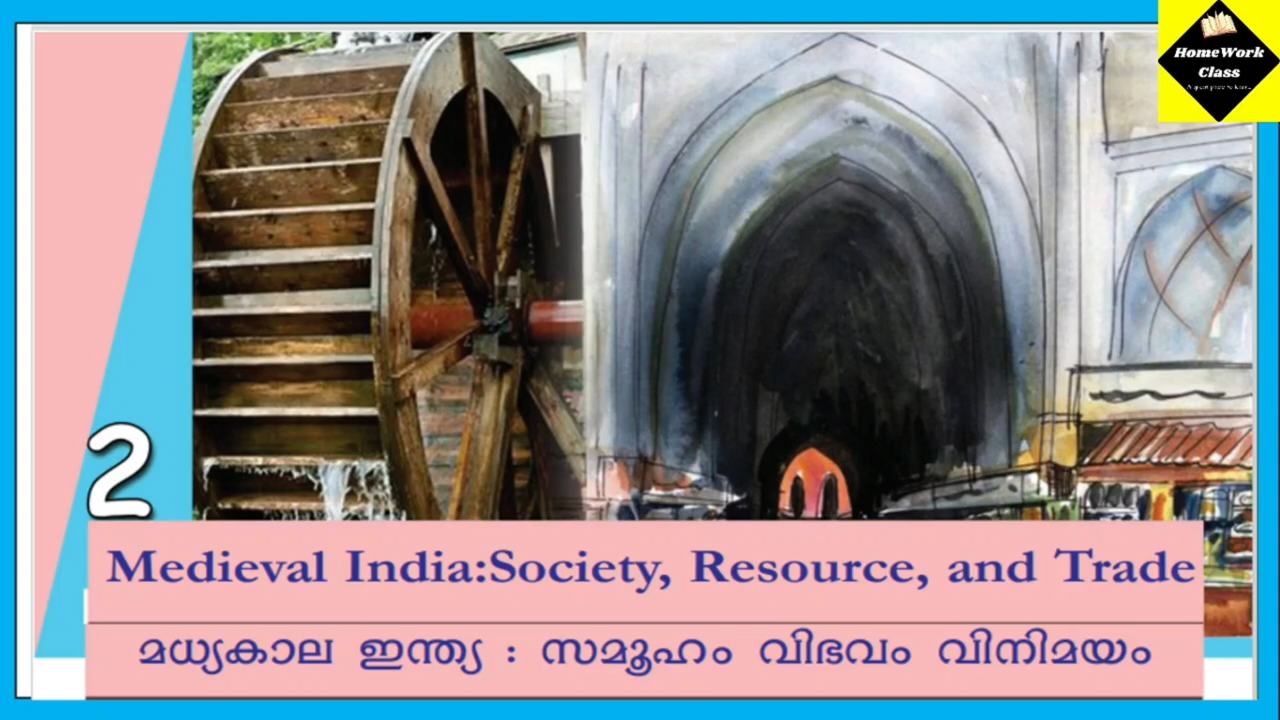 HomeWork
Class
2
Medieval India:Society, Resource, and Trade
മധ്യകാല ഇന്ത്യ : സമൂഹം വിഭവം വിനിമയം